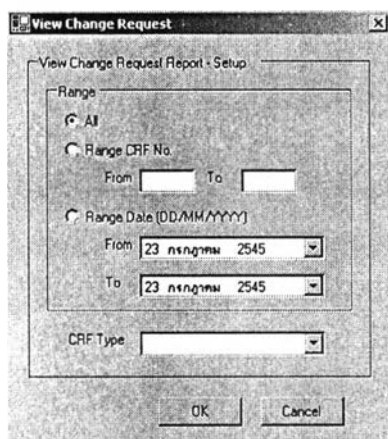 View Change Request
View Change Request Report - Setup
Range
All
Range CRF No.
From To
Range Date (DD/MM/YYYY)
From 23 กรกฎาคม 2545
To 23 กรกฎาคม 2545
CRF Type
OK Cancel